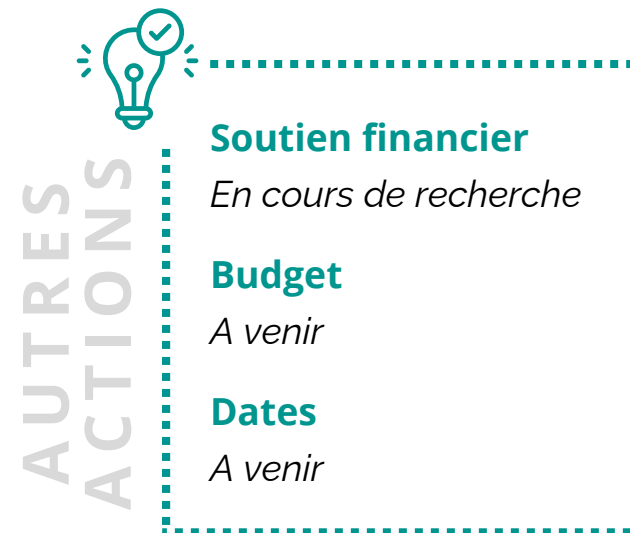 AUTRES
ACTIONS
Soutien financier
En cours de recherche
Budget
A venir
Dates
A venir